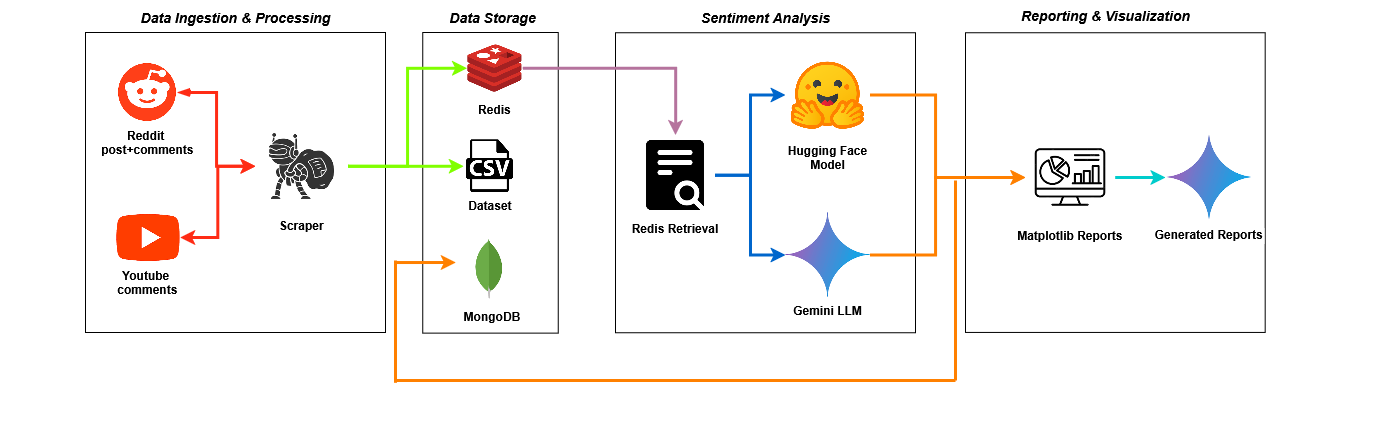 Data Ingestion & Processing
Data Storage
Sentiment Analysis
Reporting & Visualization
Reddit
post+comments
Scraper
Youtube
comments
Redis
CSV
Dataset
MongoDB
Redis Retrieval
Hugging Face
Model
Gemini LLM
Matplotlib Reports
Generated Reports